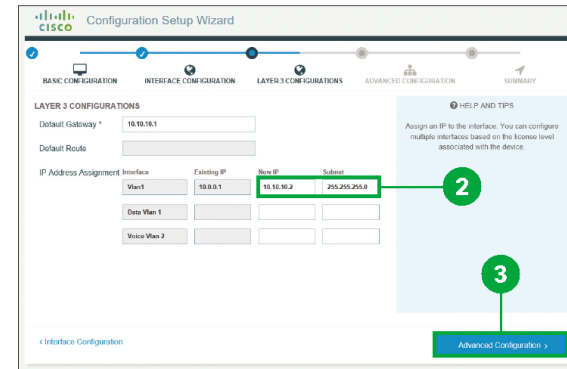 CISCO Configuration Setup Wizard
BASIC CONFIGURATION INTERFACE CONFIGURATION LAYER 3 CONFIGURATIONS ADVANCED CONFIGURATION SUMMARY
LAYER 3 CONFIGURATIONS
Default Gateway * 10.10.10.1
Default Route
IP Address Assignment Interface Existing IP New IP Subnet
Vlan1 10.0.0.1 10.10.10.2 255.255.255.0
Data Vlan 1
Voice Vlan 2
HELP AND TIPS
Assign an IP to the interface. You can configure
multiple interfaces based on the license level
associated with the device.
2
3
‹ Interface Configuration
Advanced Configuration ›